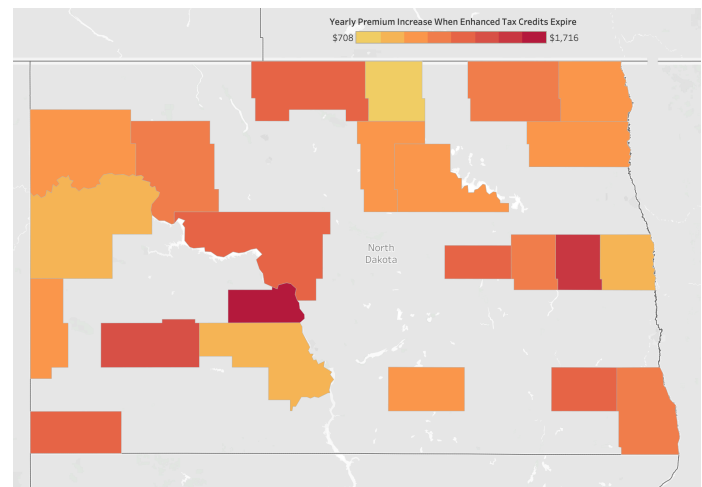 Yearly Premium Increase When Enhanced Tax Credits Expire
$708 $1,716
North
Dakota